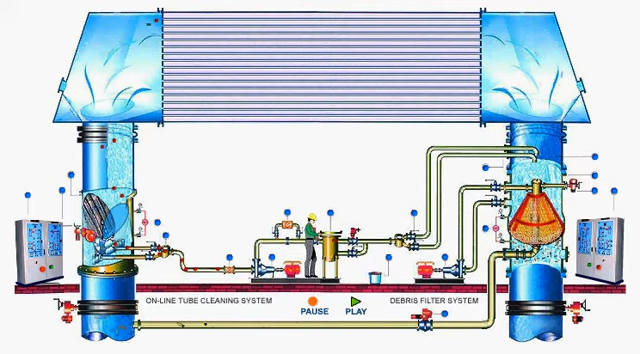 ON-LINE TUBE CLEANING SYSTEM
DEBRIS FILTER SYSTEM
PAUSE
PLAY